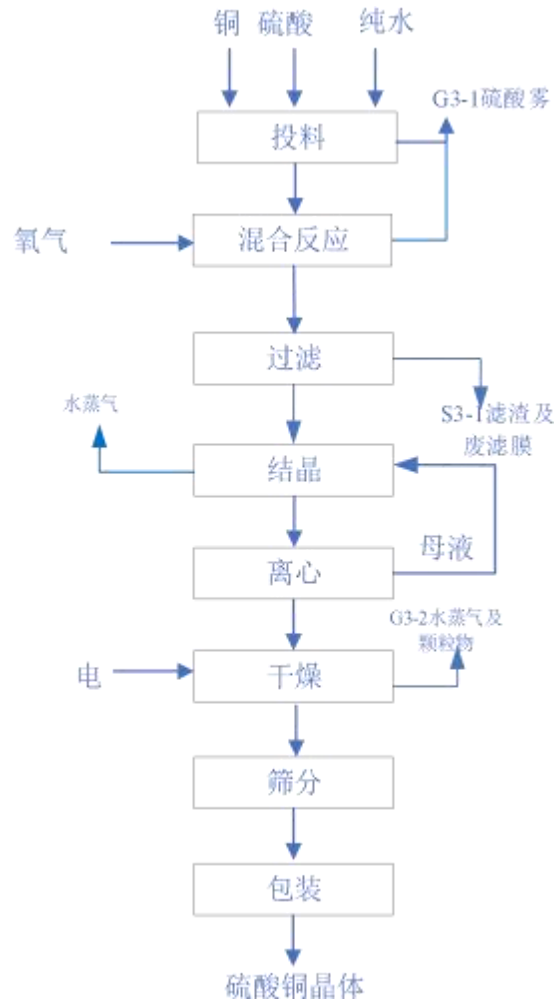 铜 硫酸 纯水
G3-1硫酸雾
投料
氧气
混合反应
过滤
水蒸气
S3-1滤渣及
废滤膜
结晶
母液
离心
G3-2水蒸气及
颗粒物
电
干燥
筛分
包装
硫酸铜晶体